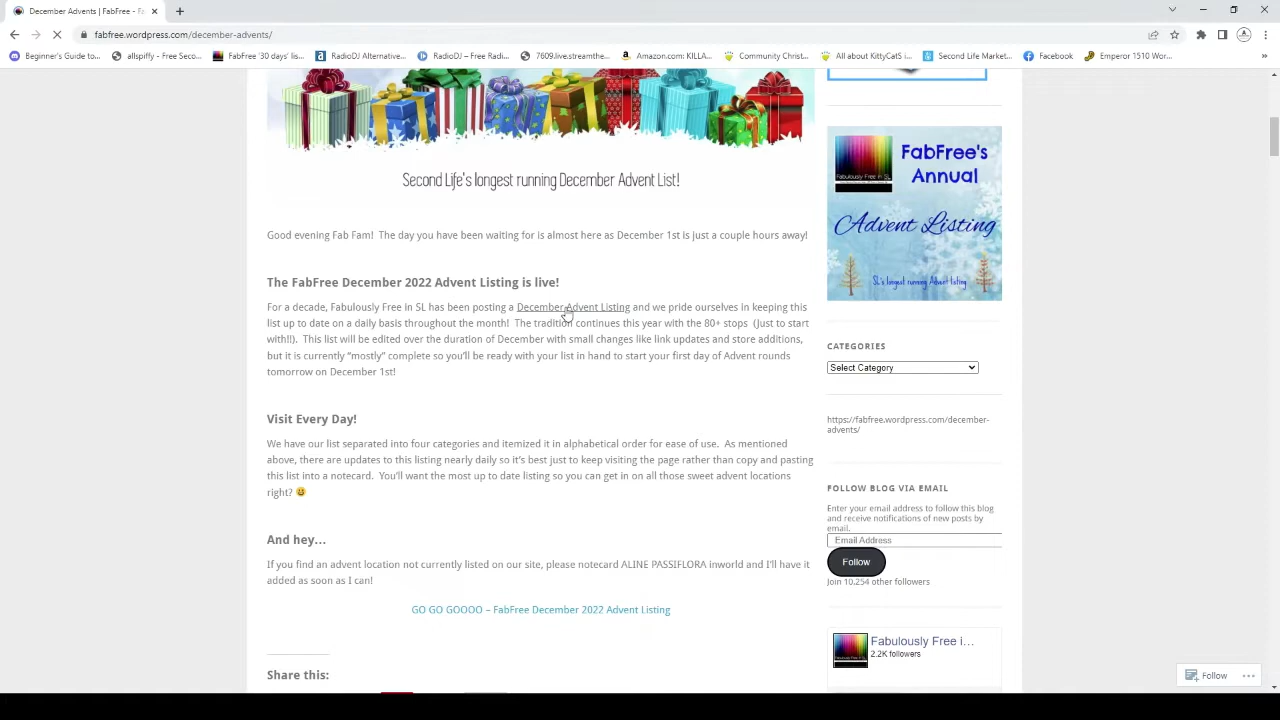 December Advents | FabFree - Fab
fabfree.wordpress.com/december-advents/
Beginner's Guide to...
allspiffy - Free Seco...
FabFree '30 days' lis...
RadioDJ Alternative...
RadioDJ – Free Radi...
7609.live.streamthe...
Amazon.com: KILLA...
Community Christ...
All about KittyCatS i...
Second Life Market...
Facebook
Emperor 1510 Wor...
»
Second Life's longest running December Advent List!
Good evening Fab Fam! The day you have been waiting for is almost here as December 1st is just a couple hours away!
The FabFree December 2022 Advent Listing is live!
For a decade, Fabulously Free in SL has been posting a December Advent Listing and we pride ourselves in keeping this
list up to date on a daily basis throughout the month! The tradition continues this year with the 80+ stops (Just to start
with!!). This list will be edited over the duration of December with small changes like link updates and store additions,
but it is currently “mostly” complete so you’ll be ready with your list in hand to start your first day of Advent rounds
tomorrow on December 1st!
Visit Every Day!
We have our list separated into four categories and itemized it in alphabetical order for ease of use. As mentioned
above, there are updates to this listing nearly daily so it’s best just to keep visiting the page rather than copy and pasting
this list into a notecard. You’ll want the most up to date listing so you can get in on all those sweet advent locations
right? 😀
And hey…
If you find an advent location not currently listed on our site, please notecard ALINE PASSIFLORA inworld and I’ll have it
added as soon as I can!
GO GO GOOOO – FabFree December 2022 Advent Listing
Share this:
FabFree's
Annual
Advent Listing
SL's longest running Advent listing
Fabulously Free in SL
CATEGORIES
Select Category
https://fabfree.wordpress.com/december-
advents/
FOLLOW BLOG VIA EMAIL
Enter your email address to follow this blog
and receive notifications of new posts by
email.
Email Address
Follow
Join 10,254 other followers
Fabulously Free i...
2.2K followers
Follow